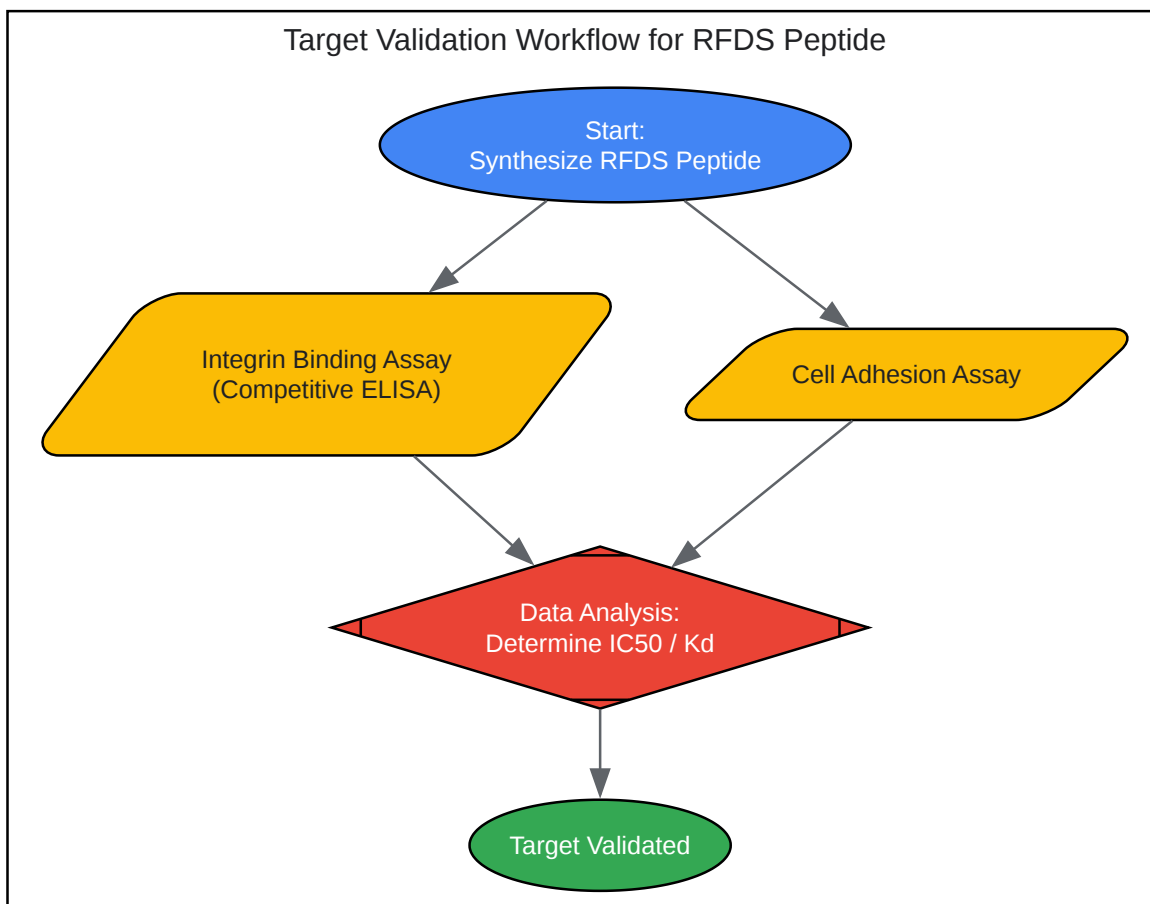 Target Validation Workflow for RFDS Peptide
Start:
Synthesize RFDS Peptide
Integrin Binding Assay
(Competitive ELISA)
Cell Adhesion Assay
Data Analysis:
Determine IC50 / Kd
Target Validated